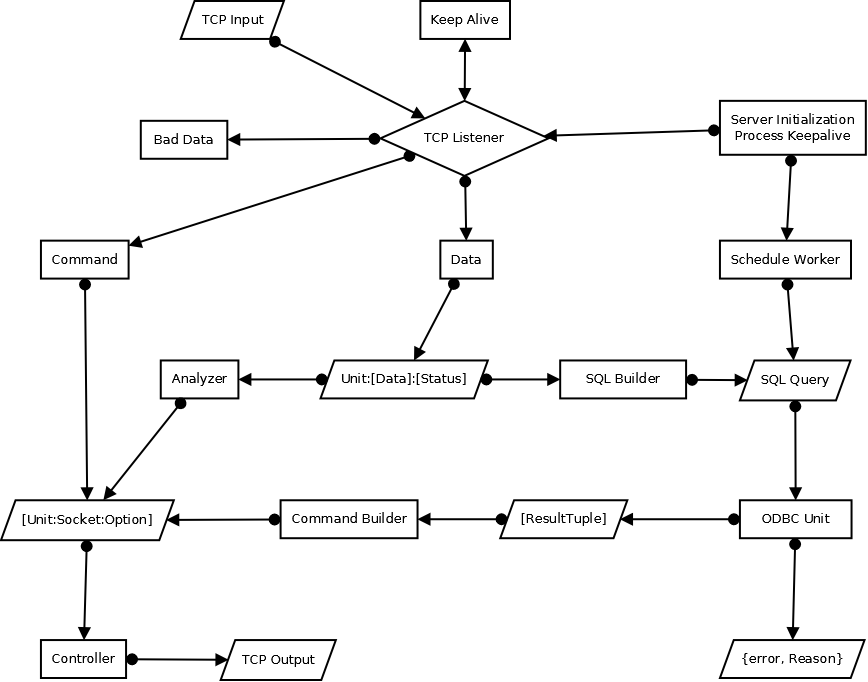 TCP Input
Keep Alive
Server Initialization
Process Keepalive
TCP Listener
Bad Data
Command
Data
Schedule Worker
Analyzer
Unit:[Data]:[Status]
SQL Builder
SQL Query
[Unit:Socket:Option]
Command Builder
[ResultTuple]
ODBC Unit
Controller
TCP Output
{error, Reason}